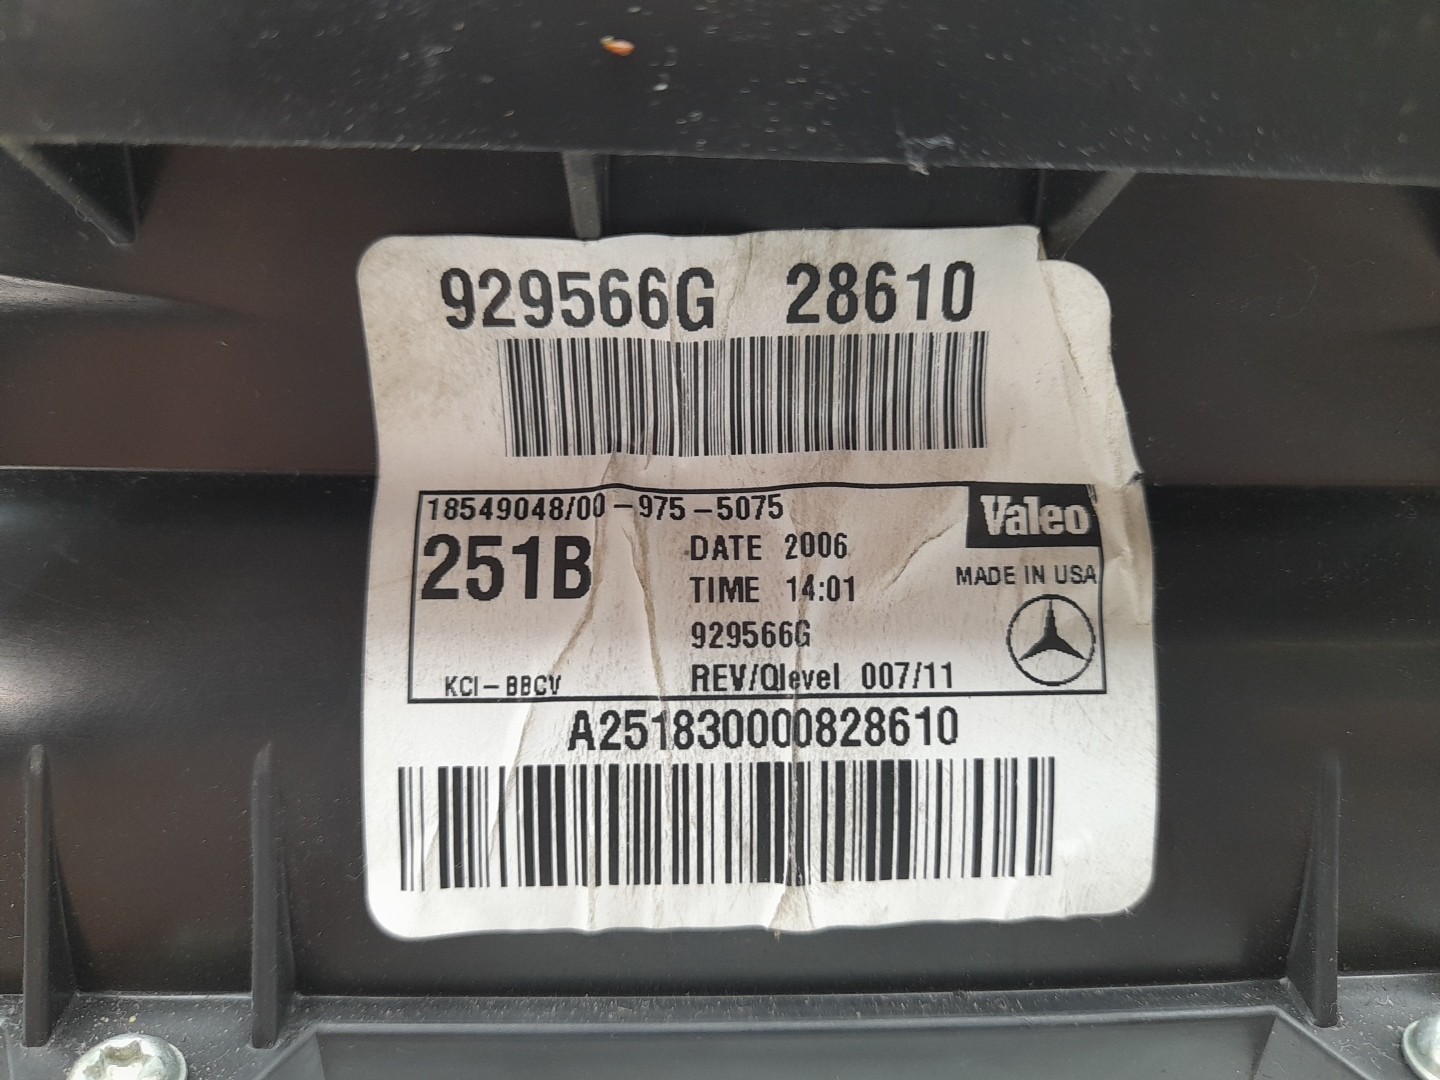 929566G 28610
18549048/00-975-5075
Valeo
251B
DATE 2006
TIME 14:01
MADE IN USA
929566G
KCI-BBCV
REV/Qlevel 007/11
A251830000828610